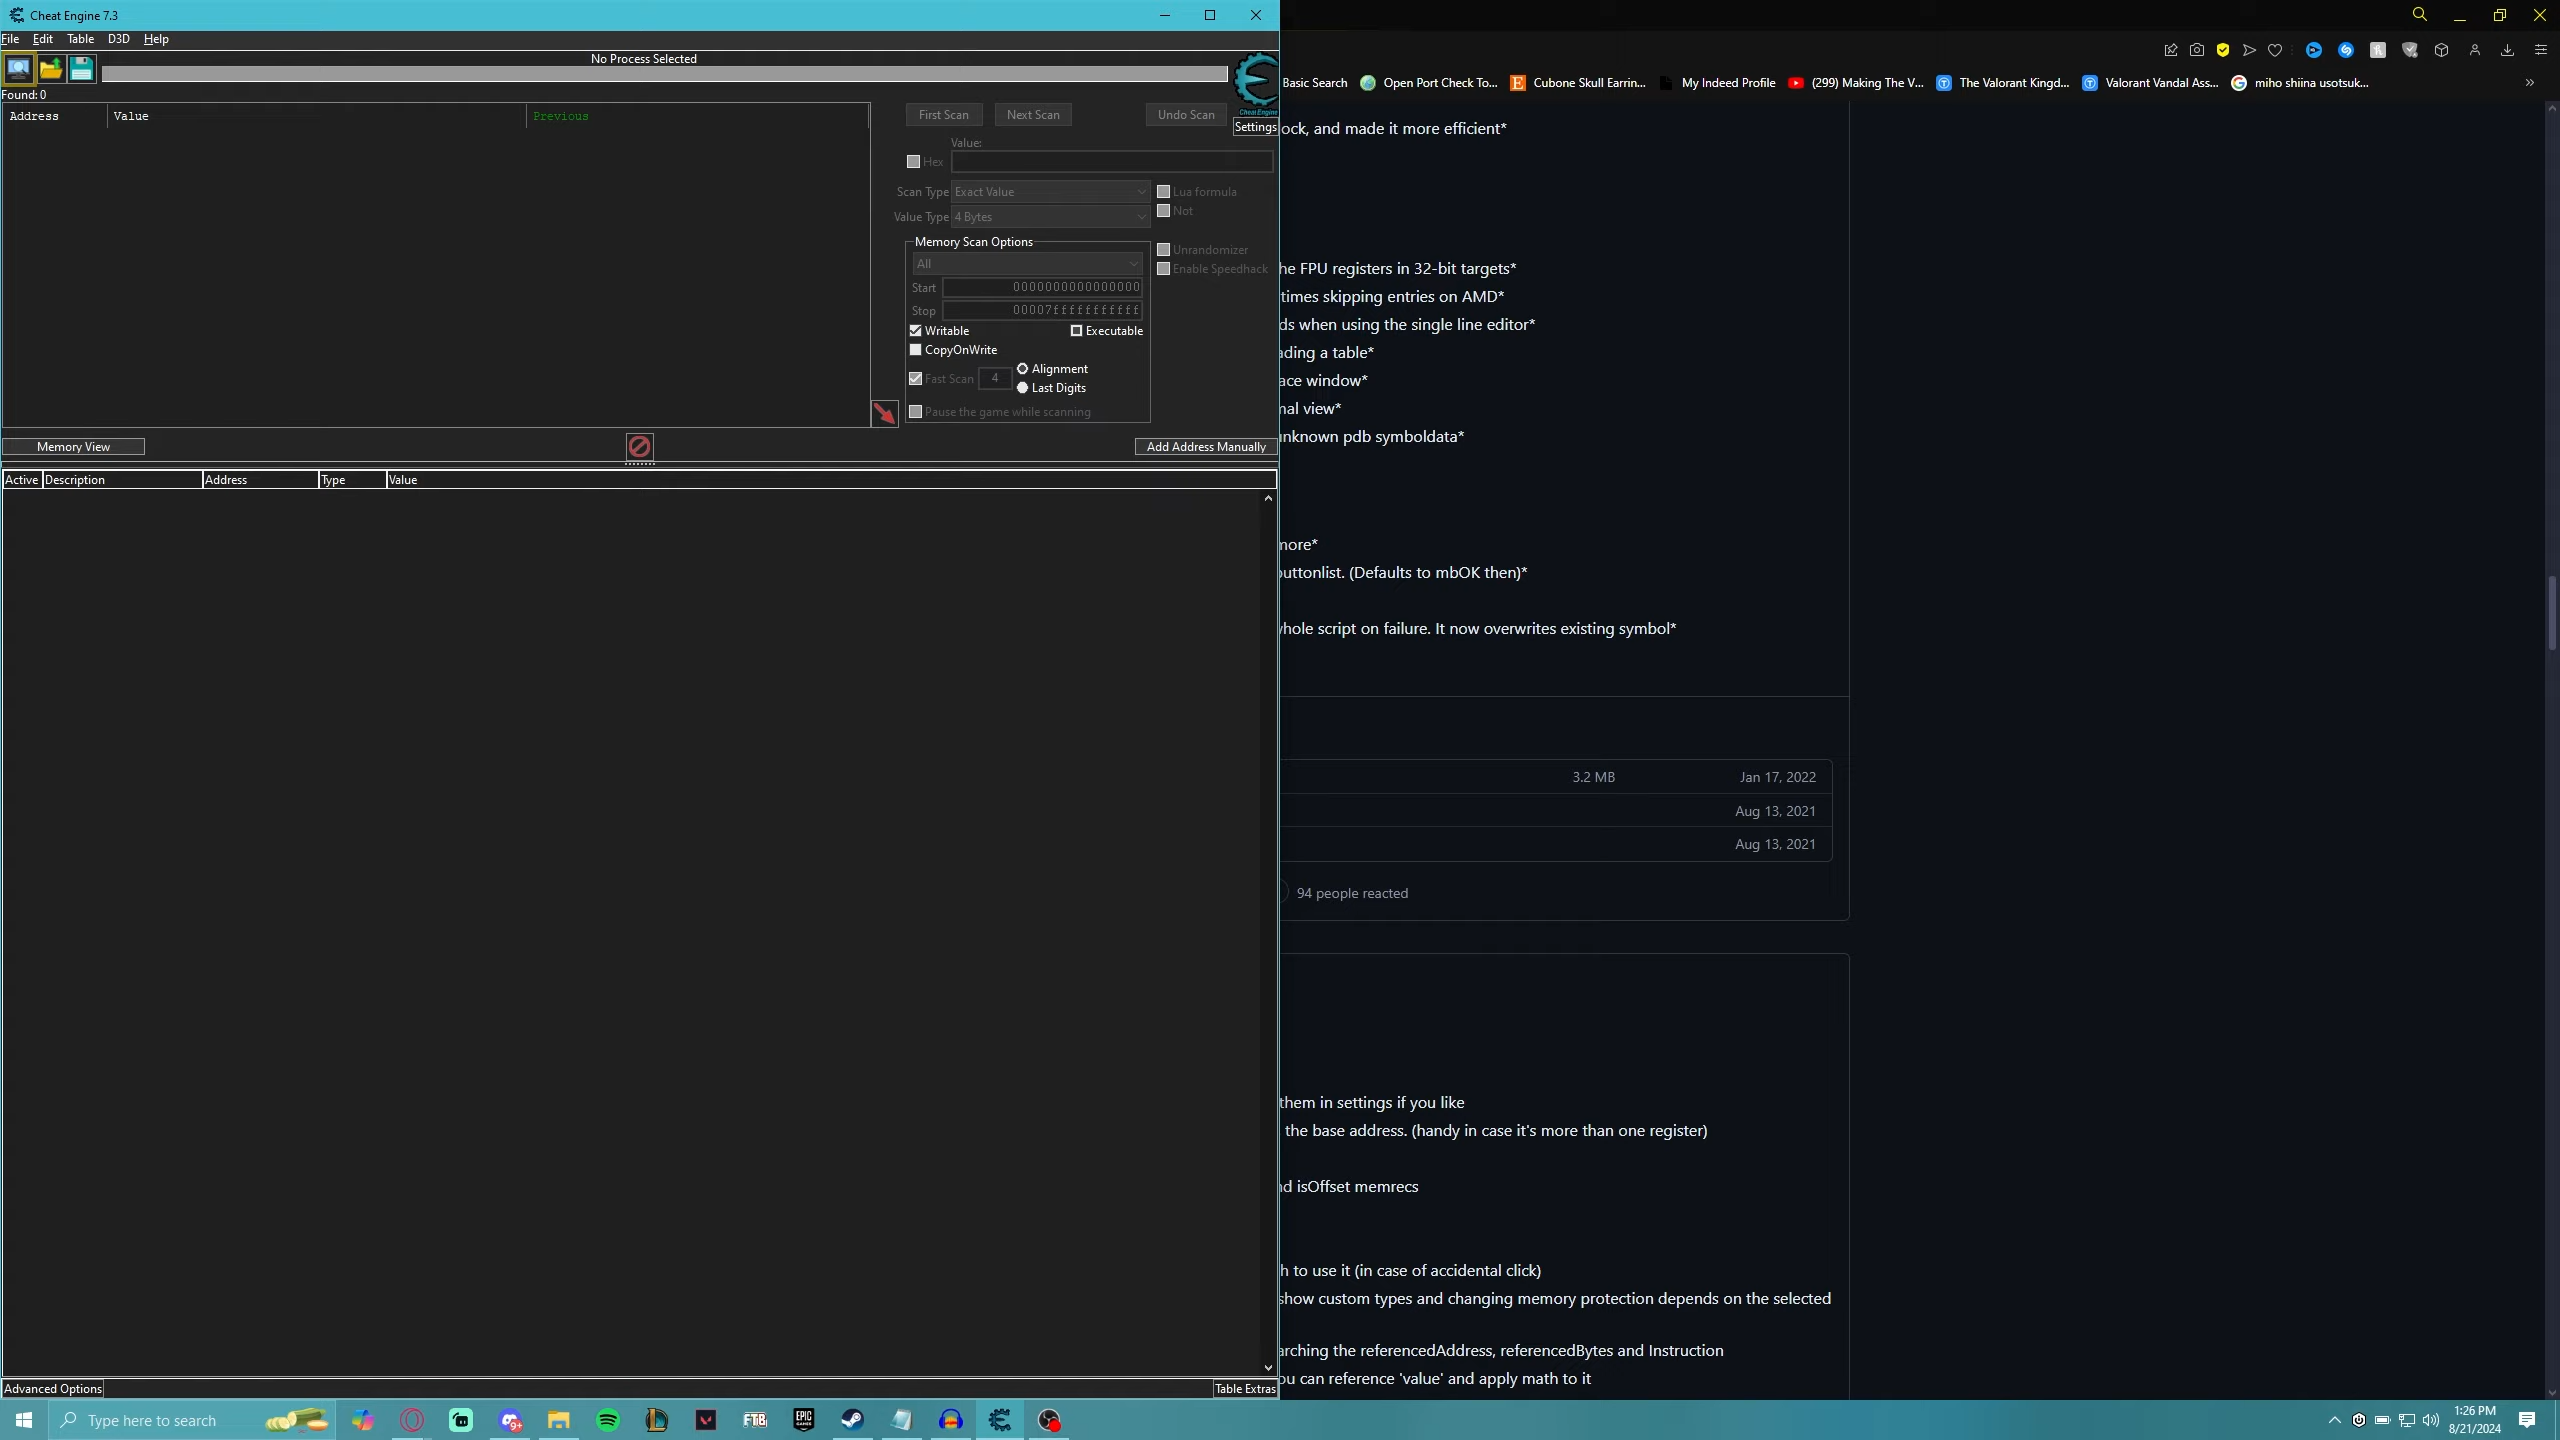 Cheat Engine 7.3
File Edit Table D3D Help
No Process Selected
Found: 0
Address Value Previous
First Scan Next Scan Undo Scan
Cheat Engine
Settings
Value:
Hex
Scan Type Exact Value
Lua formula
Value Type 4 Bytes
Not
Memory Scan Options
All
Unrandomizer
Enable Speedhack
Start 0000000000000000
Stop 00007fffffffffff
Writable Executable
CopyOnWrite
Fast Scan 4
Alignment
Last Digits
Pause the game while scanning
Memory View
Add Address Manually
Active Description Address Type Value
Advanced Options
Table Extras
Basic Search Open Port Check To... Cubone Skull Earrin... My Indeed Profile (299) Making The V... The Valorant Kingd... Valorant Vandal Ass... miho shiina usotsuk...
ock, and made it more efficient*
he FPU registers in 32-bit targets*
times skipping entries on AMD*
ds when using the single line editor*
ading a table*
ace window*
nal view*
nknown pdb symboldata*
more*
uttonlist. (Defaults to mbOK then)*
hole script on failure. It now overwrites existing symbol*
3.2 MB Jan 17, 2022
Aug 13, 2021
Aug 13, 2021
94 people reacted
them in settings if you like
the base address. (handy in case it's more than one register)
nd isOffset memrecs
h to use it (in case of accidental click)
show custom types and changing memory protection depends on the selected
arching the referencedAddress, referencedBytes and Instruction
ou can reference 'value' and apply math to it
Type here to search
9+
FTB
EPIC GAMES
1:26 PM
8/21/2024